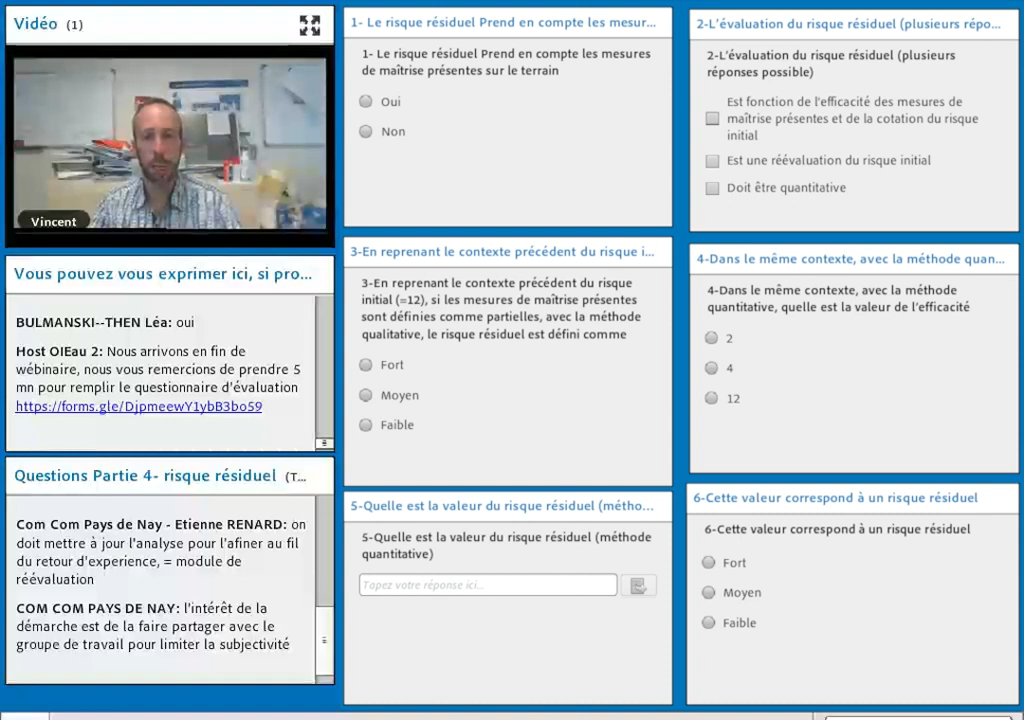 Vidéo (1)
Vincent
Vous pouvez vous exprimer ici, si pro...
BULMANSKI--THEN Léa: oui
Host OIEau 2: Nous arrivons en fin de
wébinaire, nous vous remercions de prendre 5
mn pour remplir le questionnaire d'évaluation
https://forms.gle/DjpmeewY1ybB3bo59
Questions Partie 4- risque résiduel (T...
Com Com Pays de Nay - Etienne RENARD: on
doit mettre à jour l'analyse pour l'afiner au fil
du retour d'experience, = module de
réévaluation
COM COM PAYS DE NAY: l'intérêt de la
démarche est de la faire partager avec le
groupe de travail pour limiter la subjectivité
1- Le risque résiduel Prend en compte les mesur...
1- Le risque résiduel Prend en compte les mesures
de maîtrise présentes sur le terrain
Oui
Non
2-L'évaluation du risque résiduel (plusieurs répo...
2-L'évaluation du risque résiduel (plusieurs
réponses possible)
Est fonction de l'efficacité des mesures de
maîtrise présentes et de la cotation du risque
initial
Est une réévaluation du risque initial
Doit être quantitative
3-En reprenant le contexte précédent du risque i...
3-En reprenant le contexte précédent du risque
initial (=12), si les mesures de maîtrise présentes
sont définies comme partielles, avec la méthode
qualitative, le risque résiduel est défini comme
Fort
Moyen
Faible
4-Dans le même contexte, avec la méthode quan...
4-Dans le même contexte, avec la méthode
quantitative, quelle est la valeur de l'efficacité
2
4
12
5-Quelle est la valeur du risque résiduel (métho...
5-Quelle est la valeur du risque résiduel (méthode
quantitative)
Tapez votre réponse ici...
6-Cette valeur correspond à un risque résiduel
6-Cette valeur correspond à un risque résiduel
Fort
Moyen
Faible